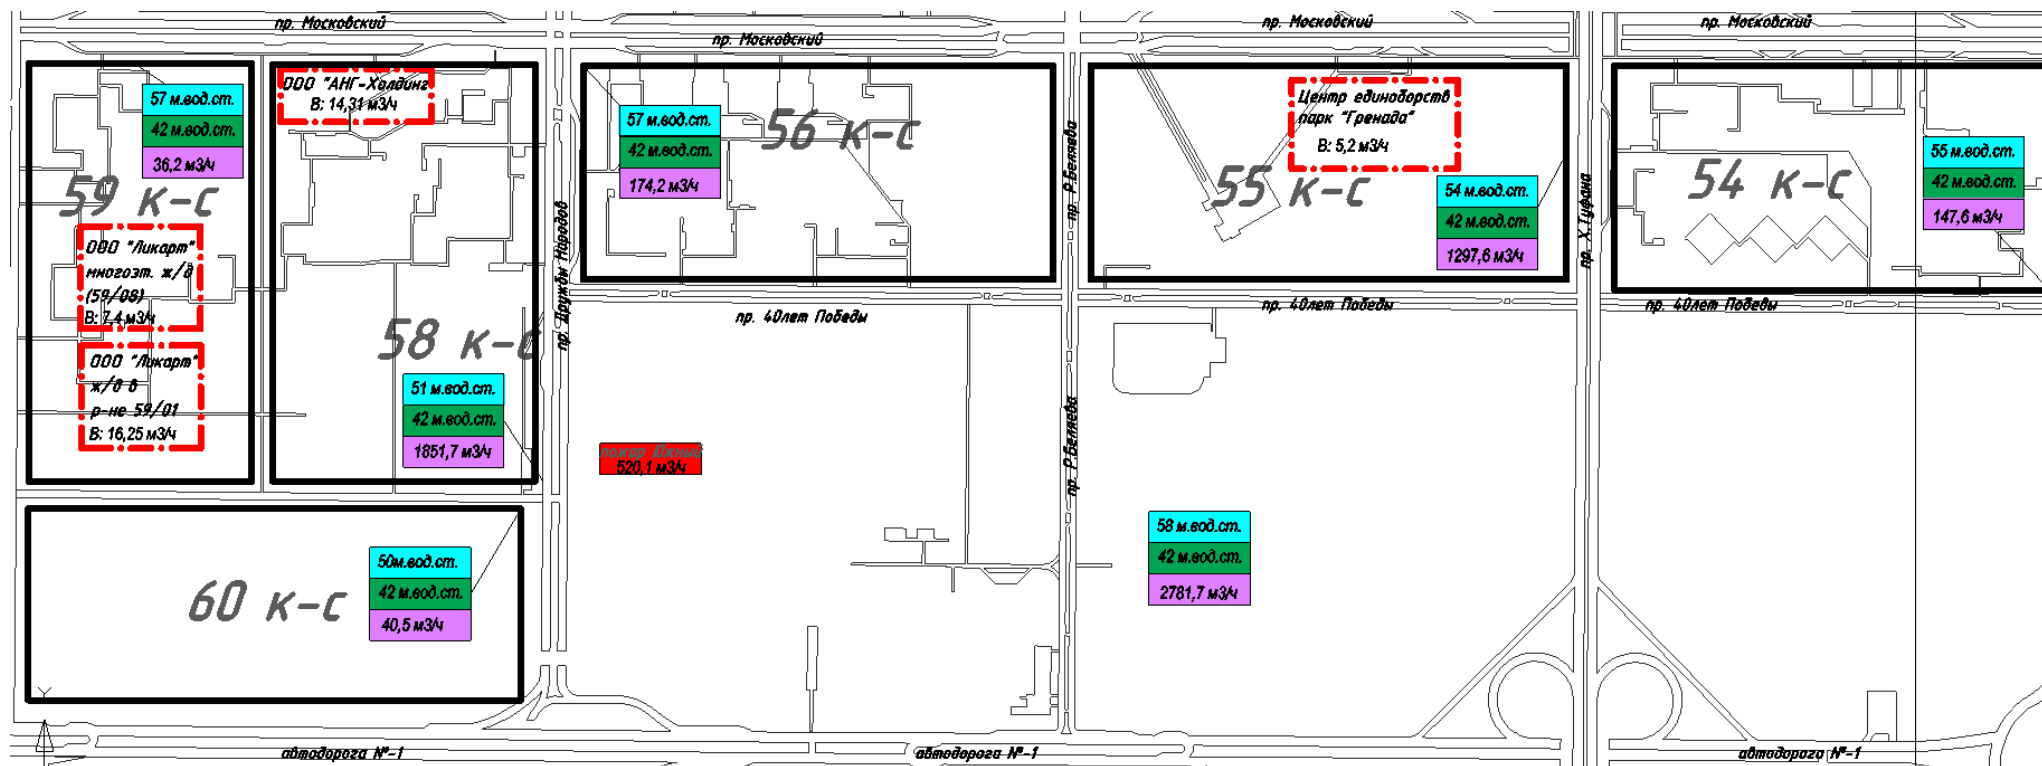 пр. Московский
пр. Московский
пр. Московский
пр. Московский
57 м.вод.ст.
42 м.вод.ст.
36,2 м3/ч
59 к-с
ООО "Ликарт"
многоэт. ж/д
(59/08)
В: 7,4 м3/ч
ООО "Ликарт"
ж/д в
р-не 59/01
В: 16,25 м3/ч
ООО "АНГ-Холдинг
В: 14,31 м3/ч
58 к-с
51 м.вод.ст.
42 м.вод.ст.
1851,7 м3/ч
пр. Дружбы Народов
57 м.вод.ст.
42 м.вод.ст.
174,2 м3/ч
56 к-с
пр. Р.Беляева
Центр единоборств
парк "Гренада"
В: 5,2 м3/ч
55 к-с
54 м.вод.ст.
42 м.вод.ст.
1297,6 м3/ч
пр. Х.Туфана
54 к-с
55 м.вод.ст.
42 м.вод.ст.
147,6 м3/ч
пр. 40лет Победы
пр. 40лет Победы
пр. 40лет Победы
пожар Южный
520,1 м3/ч
пр. Р.Беляева
58 м.вод.ст.
42 м.вод.ст.
2781,7 м3/ч
60 к-с
50м.вод.ст.
42 м.вод.ст.
40,5 м3/ч
Y
автодорога №-1
автодорога №-1
автодорога №-1